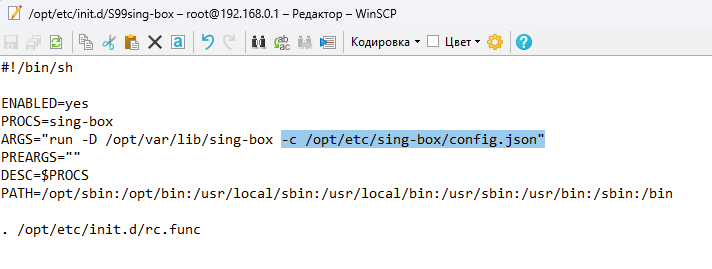 /opt/etc/init.d/S99sing-box – root@192.168.0.1 – Редактор – WinSCP
Кодировка Цвет
#!/bin/sh
ENABLED=yes
PROCS=sing-box
ARGS="run -D /opt/var/lib/sing-box -c /opt/etc/sing-box/config.json"
PREARGS=""
DESC=$PROCS
PATH=/opt/sbin:/opt/bin:/usr/local/sbin:/usr/local/bin:/usr/sbin:/usr/bin:/sbin:/bin
. /opt/etc/init.d/rc.func